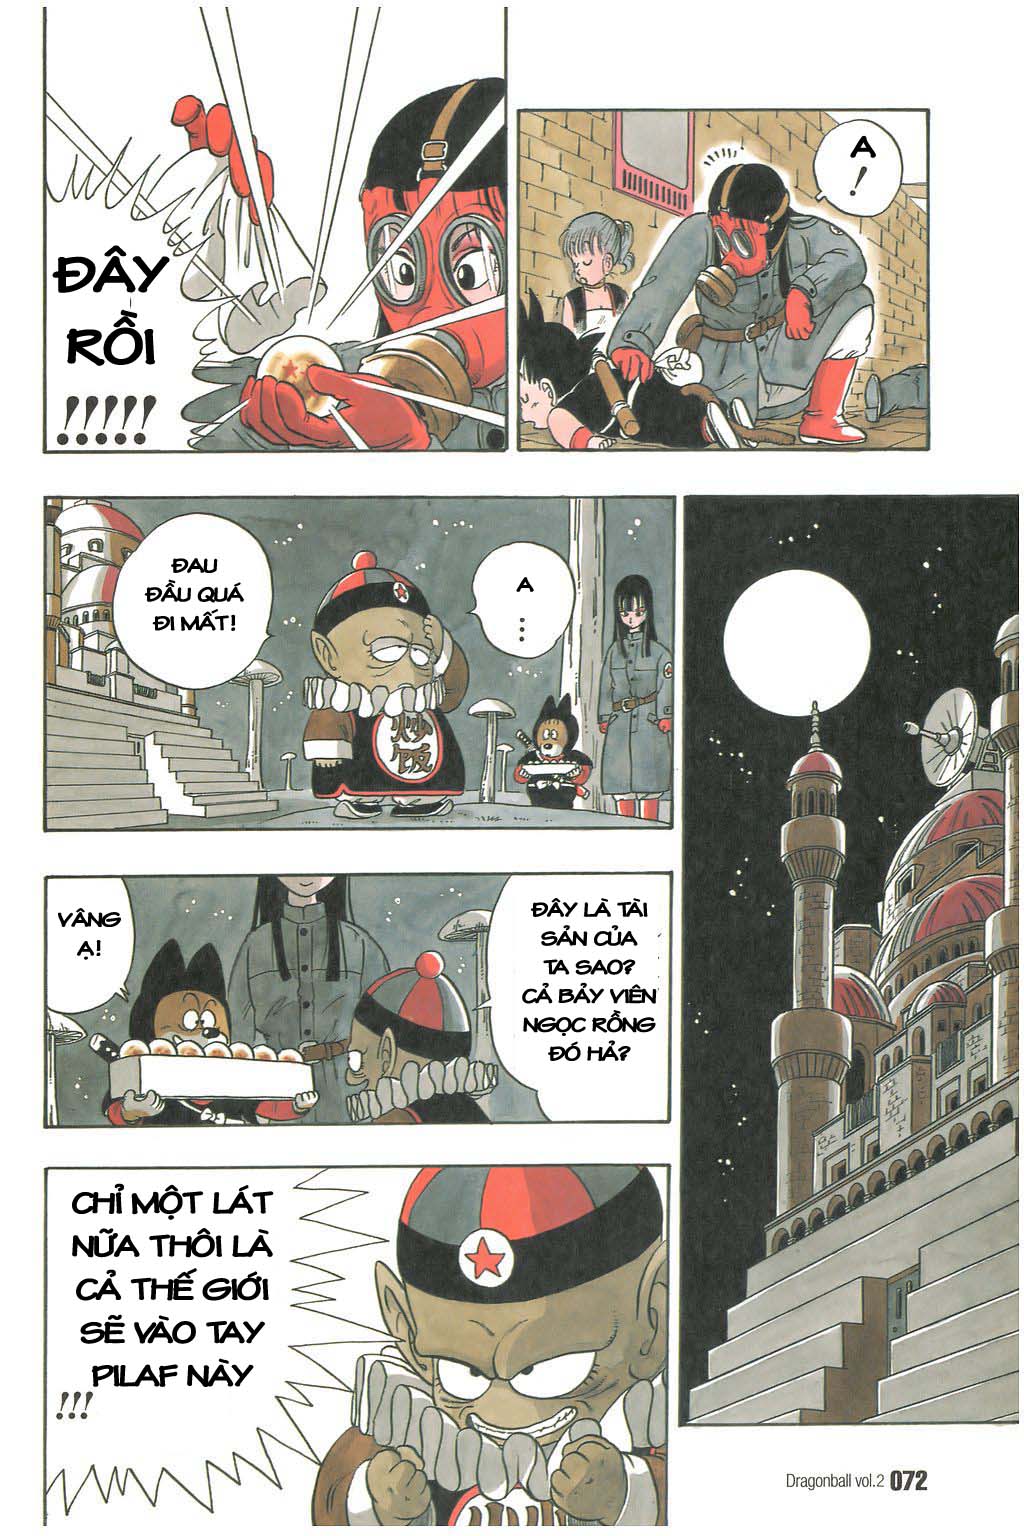 A
!
ĐÂY
RỒI
!!!!!
A
...
ĐAU
ĐẦU QUÁ
ĐI MẤT!
炒
飯
ĐÂY LÀ TÀI
SẢN CỦA
TA SAO?
CẢ BẢY VIÊN
NGỌC RỒNG
ĐÓ HẢ?
VÂNG
Ạ!
CHỈ MỘT LÁT
NỮA THÔI LÀ
CẢ THẾ GIỚI
SẼ VÀO TAY
PILAF NÀY
!!!
Dragonball vol.2 072